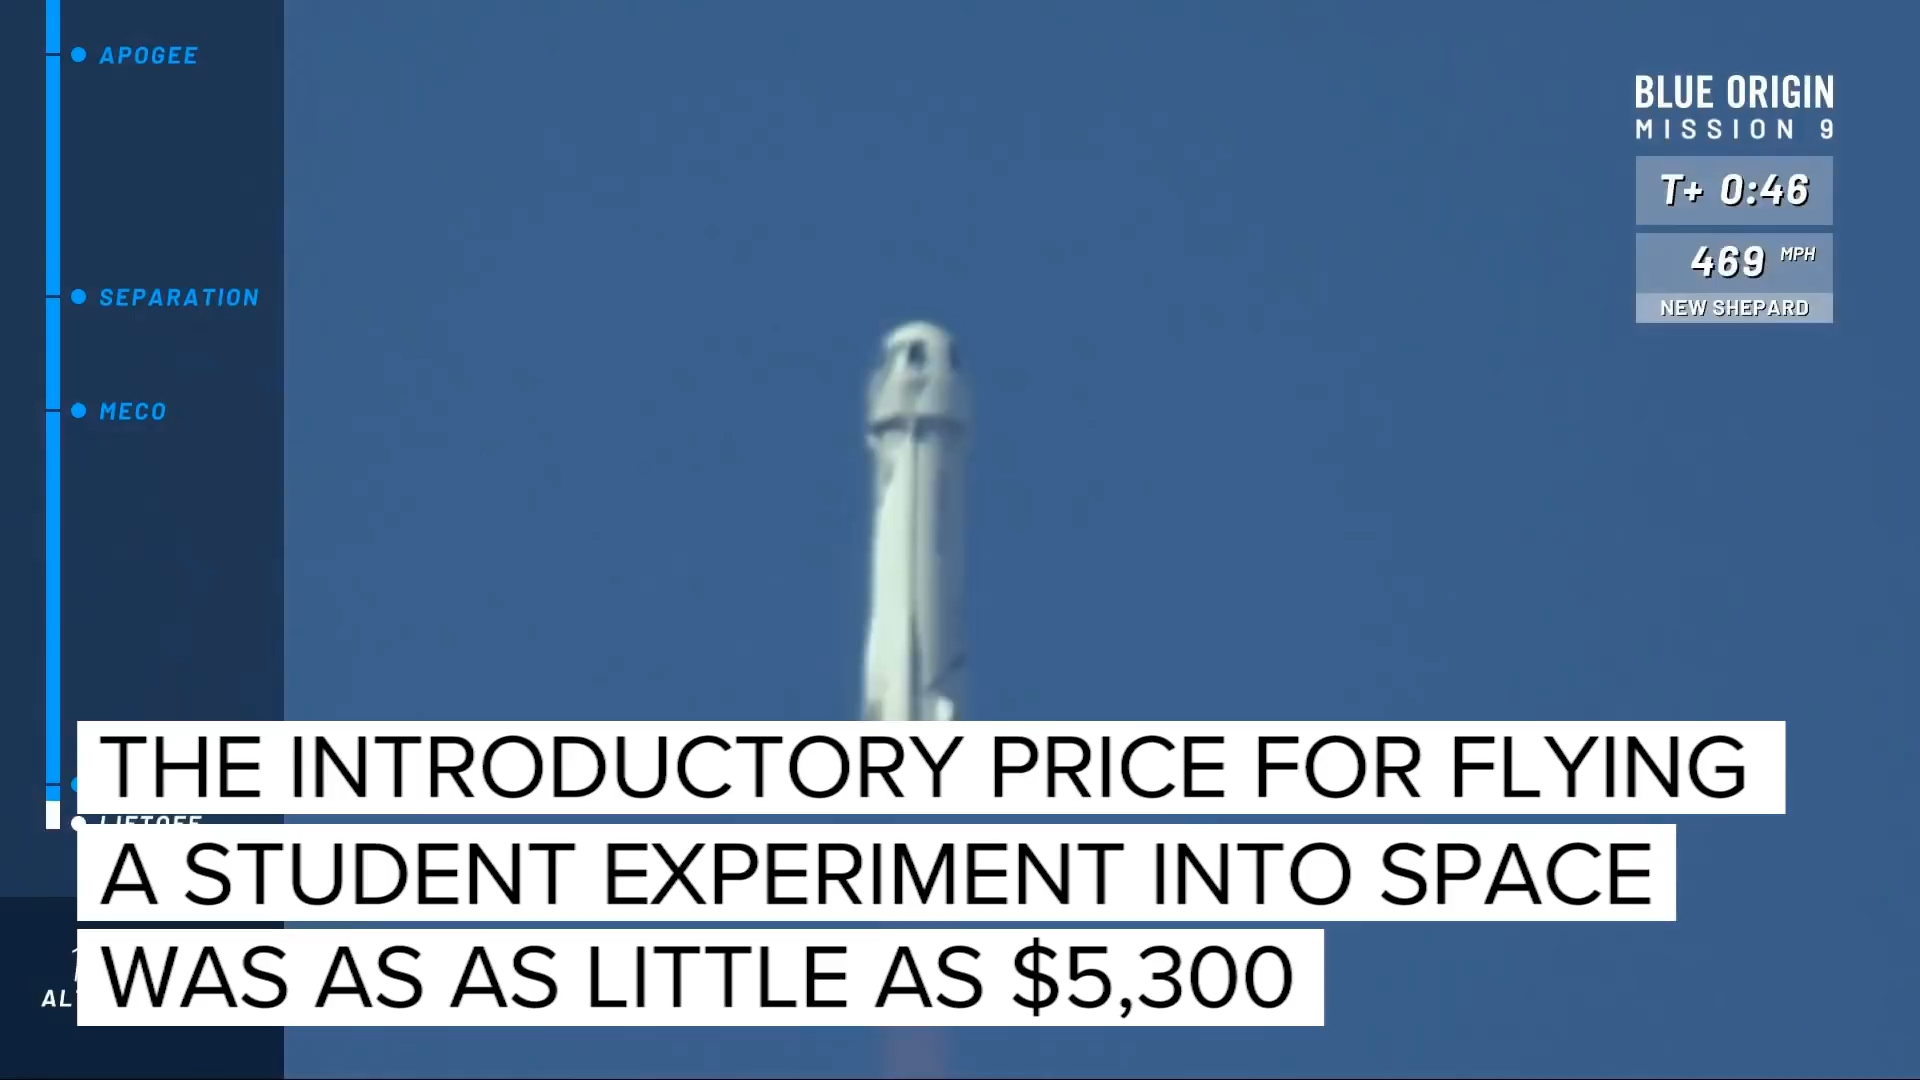 APOGEE
BLUE ORIGIN
MISSION 9
T+ 0:46
469 MPH
NEW SHEPARD
SEPARATION
MECO
THE INTRODUCTORY PRICE FOR FLYING
LIFTOFF
A STUDENT EXPERIMENT INTO SPACE
WAS AS AS LITTLE AS $5,300